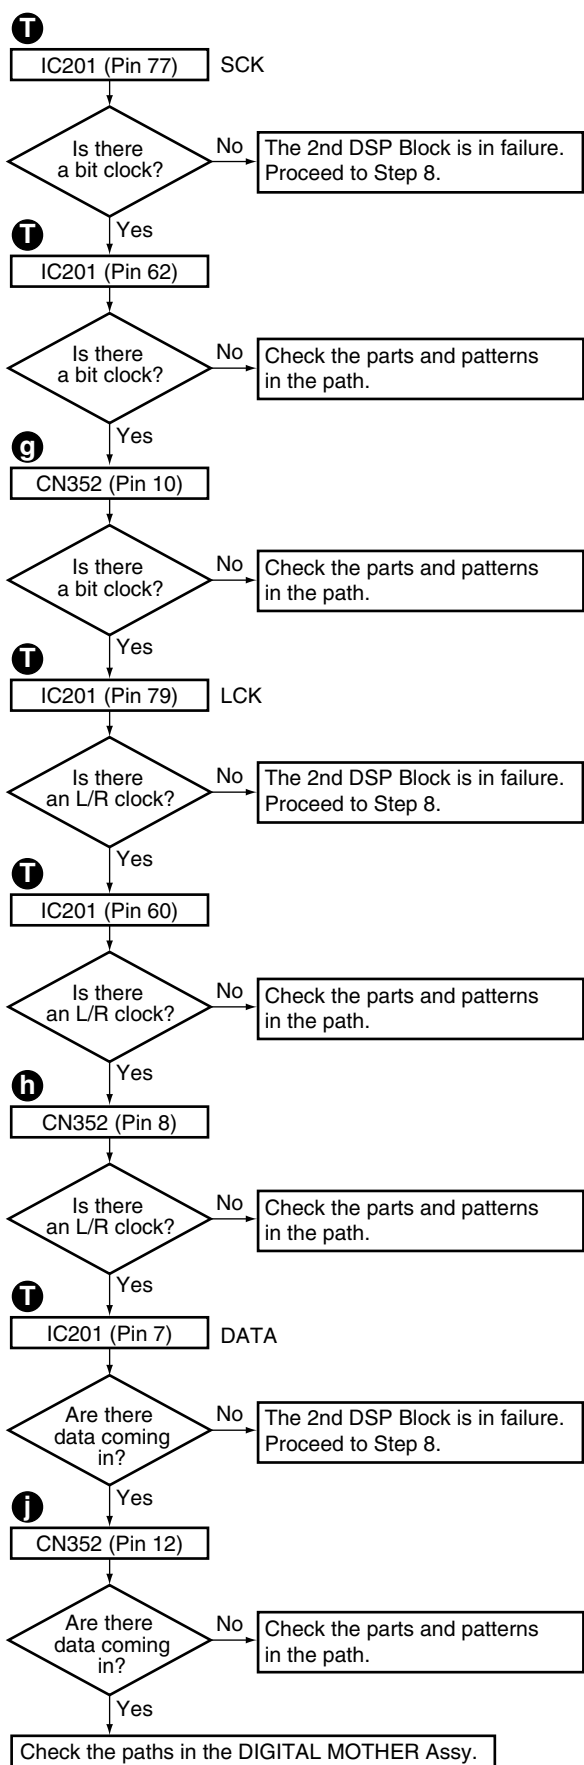 T
IC201 (Pin 77) SCK
Is there
a bit clock?
No
The 2nd DSP Block is in failure.
Proceed to Step 8.
Yes
T
IC201 (Pin 62)
Is there
a bit clock?
No
Check the parts and patterns
in the path.
Yes
g
CN352 (Pin 10)
Is there
a bit clock?
No
Check the parts and patterns
in the path.
Yes
T
IC201 (Pin 79) LCK
Is there
an L/R clock?
No
The 2nd DSP Block is in failure.
Proceed to Step 8.
Yes
T
IC201 (Pin 60)
Is there
an L/R clock?
No
Check the parts and patterns
in the path.
Yes
h
CN352 (Pin 8)
Is there
an L/R clock?
No
Check the parts and patterns
in the path.
Yes
T
IC201 (Pin 7) DATA
Are there
data coming
in?
No
The 2nd DSP Block is in failure.
Proceed to Step 8.
Yes
j
CN352 (Pin 12)
Are there
data coming
in?
No
Check the parts and patterns
in the path.
Yes
Check the paths in the DIGITAL MOTHER Assy.